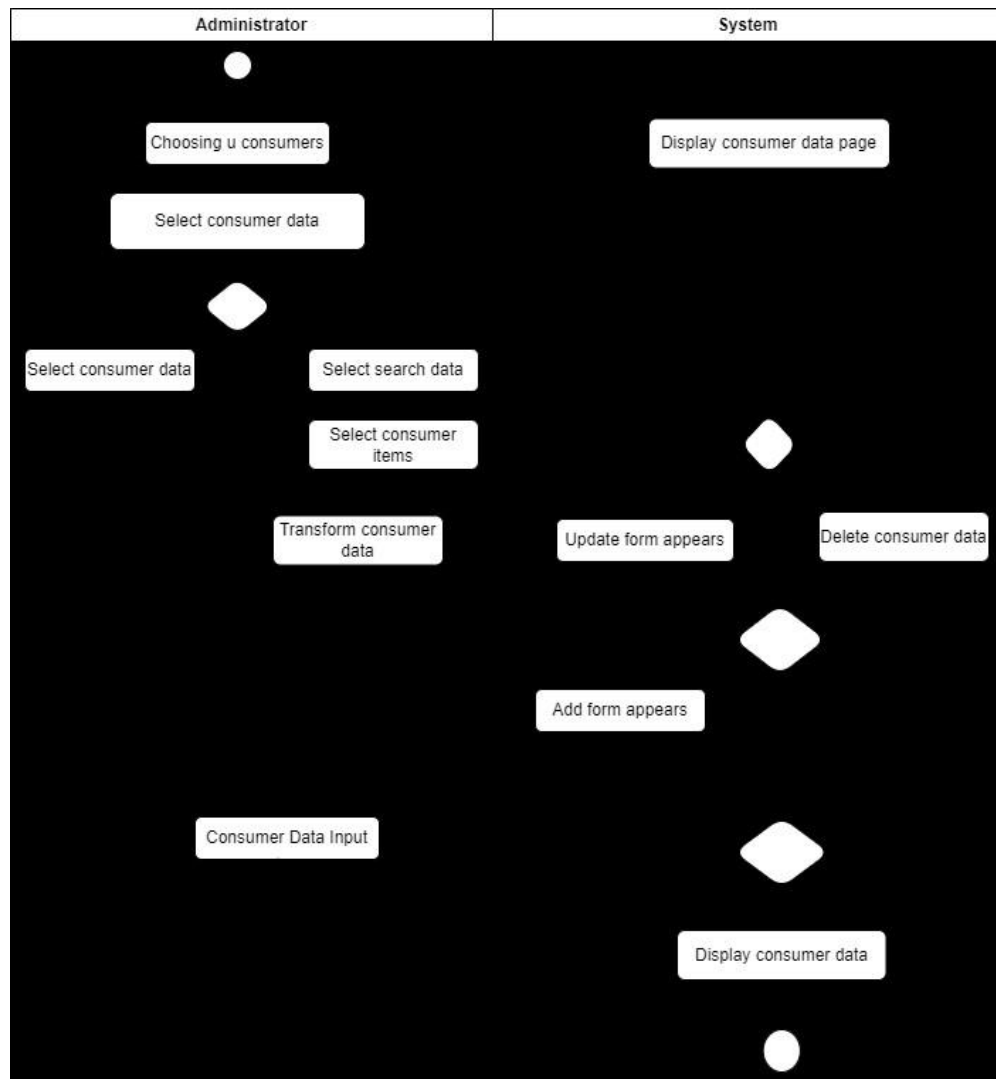 Administrator
System
Choosing u consumers
Display consumer data page
Select consumer data
Select consumer data
Select search data
Select consumer
items
Transform consumer
data
Update form appears
Delete consumer data
Add form appears
Consumer Data Input
Display consumer data